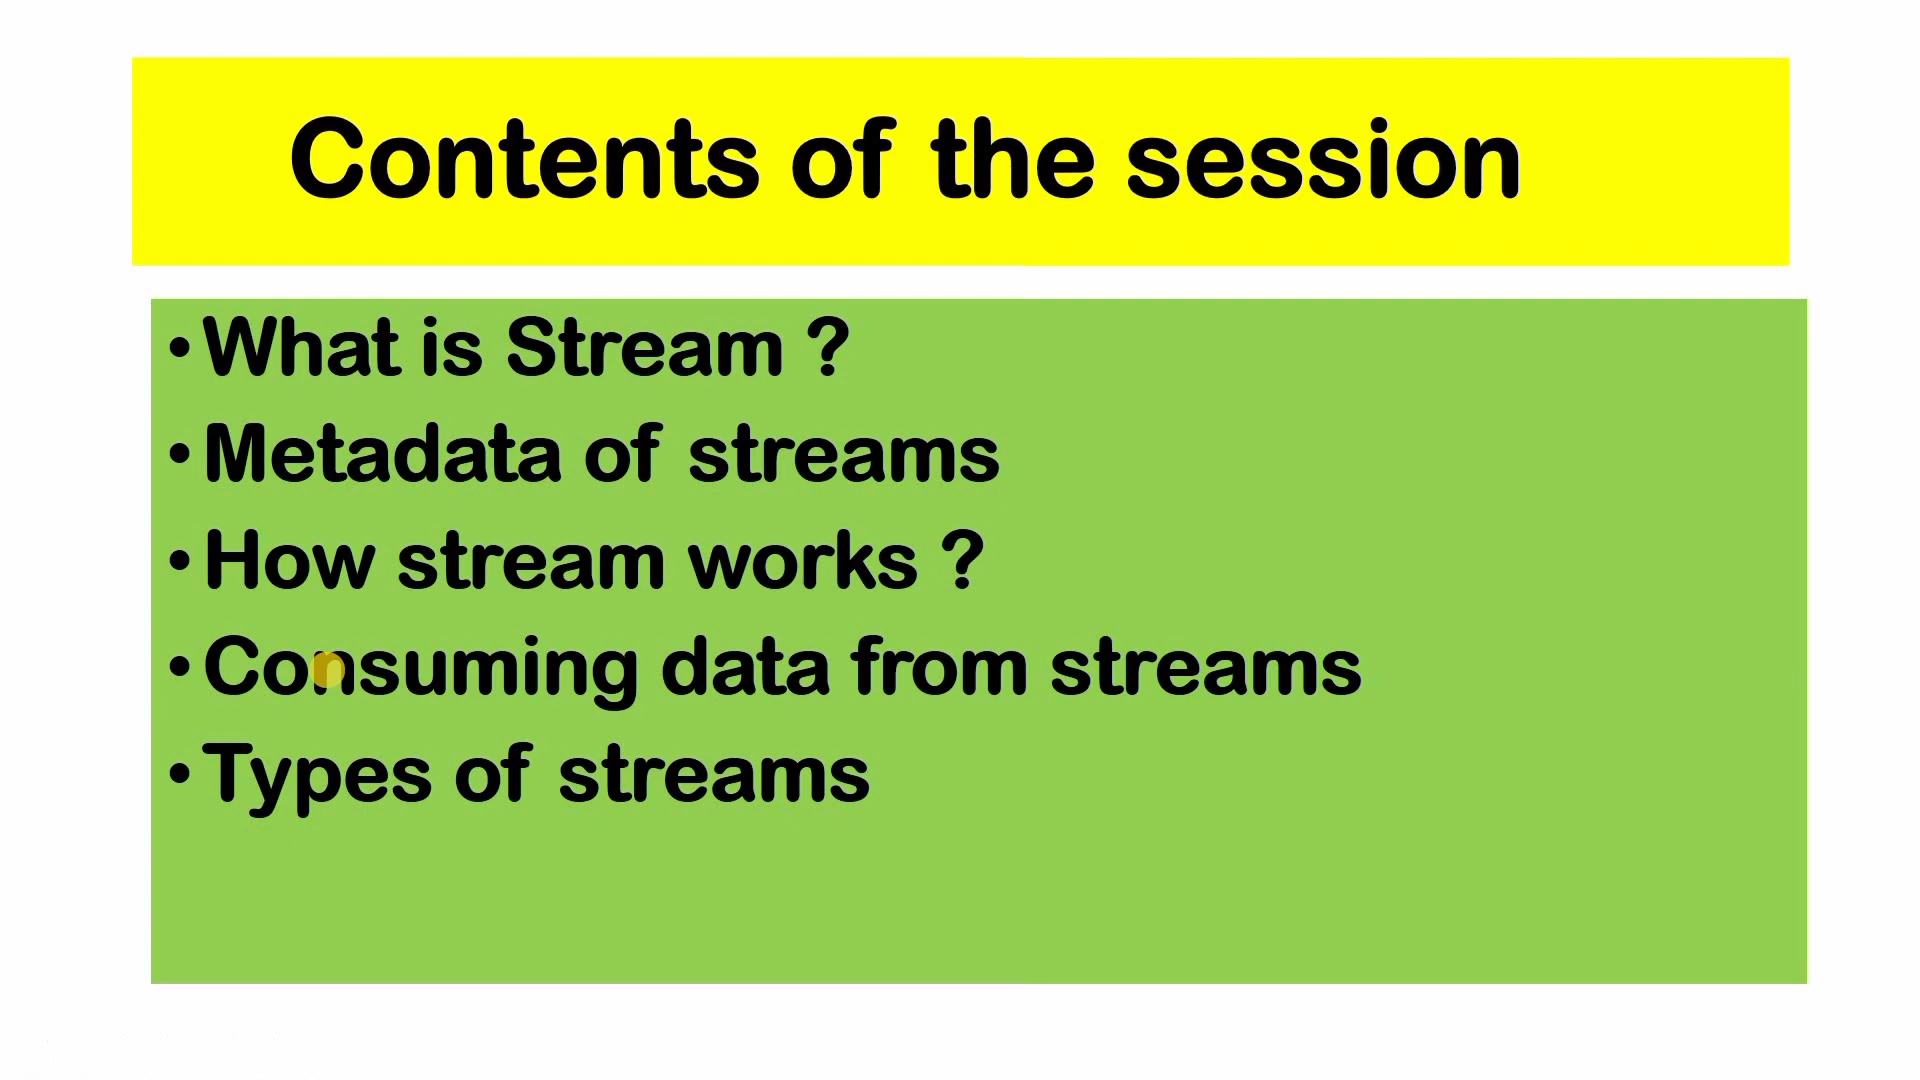 Contents of the session
• What is Stream ?
• Metadata of streams
• How stream works ?
• Consuming data from streams
• Types of streams